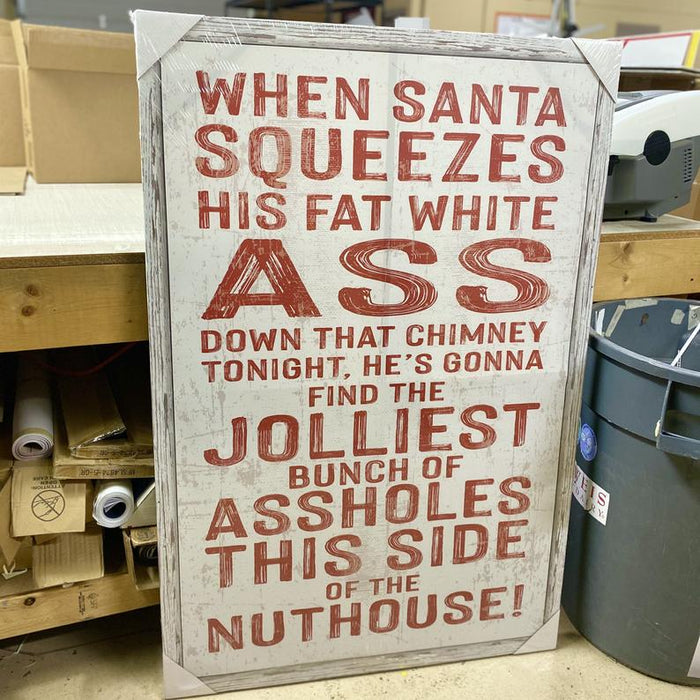 WHEN SANTA
SQUEEZES
HIS FAT WHITE
ASS
DOWN THAT CHIMNEY
TONIGHT, HE'S GONNA
FIND THE
JOLLIEST
BUNCH OF
ASSHOLES
THIS SIDE
OF THE
NUTHOUSE!